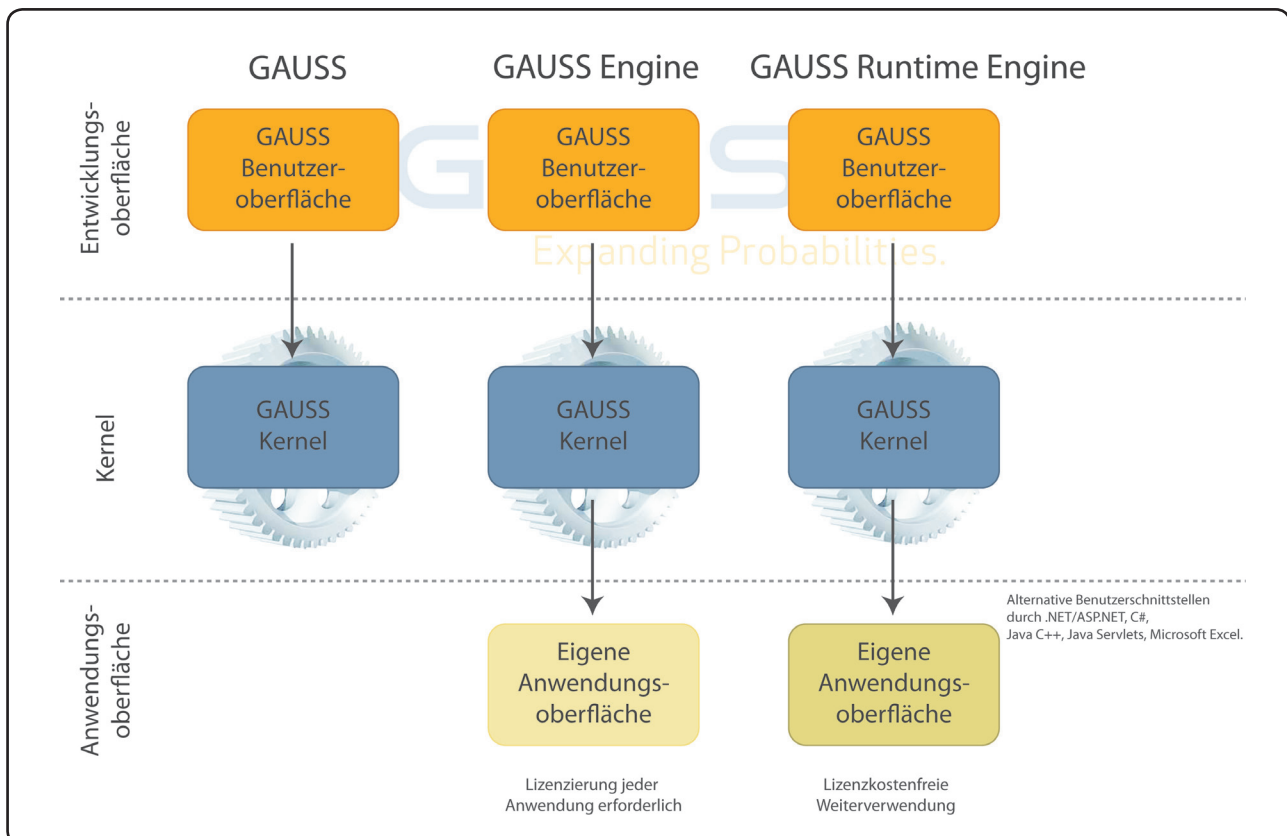 GAUSS
GAUSS Engine
GAUSS Runtime Engine
Entwicklungs-
oberfläche
GAUSS
Benutzer-
oberfläche
GAUSS
Benutzer-
oberfläche
GAUSS
Benutzer-
oberfläche
G
S
Expanding Probabilities.
Kernel
GAUSS
Kernel
GAUSS
Kernel
GAUSS
Kernel
Anwendungs-
oberfläche
Eigene
Anwendungs-
oberfläche
Eigene
Anwendungs-
oberfläche
Alternative Benutzerschnittstellen
durch .NET/ASP.NET, C#,
Java C++, Java Servlets, Microsoft Excel.
Lizenzierung jeder
Anwendung erforderlich
Lizenzkostenfreie
Weiterverwendung